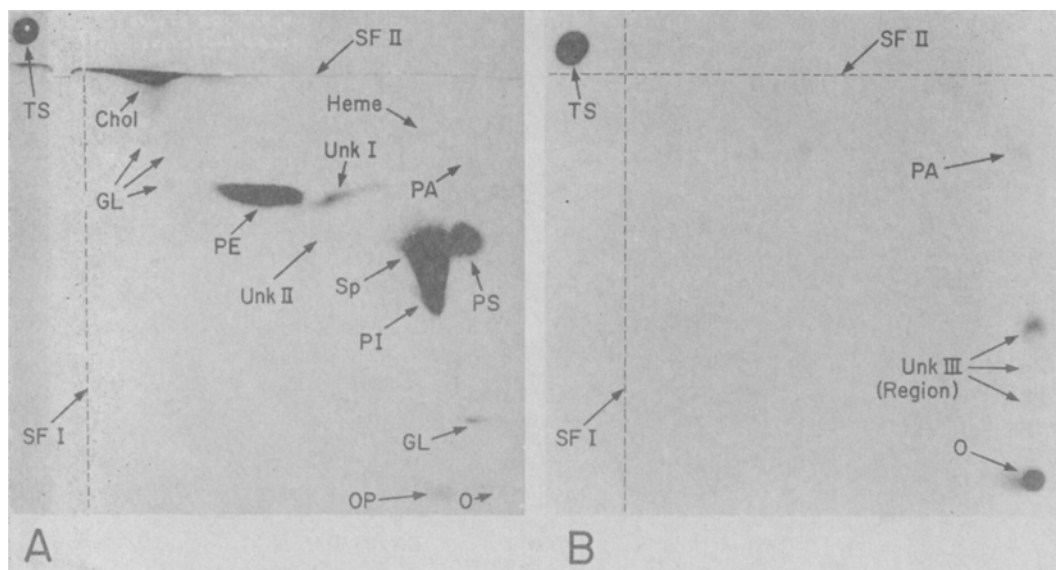 SF II
TS
Chol
Heme
Unk I
GL
PA
PE
Unk II
Sp
PS
PI
SF I
GL
OP
O
A
SF II
TS
PA
Unk III
(Region)
SF I
O
B